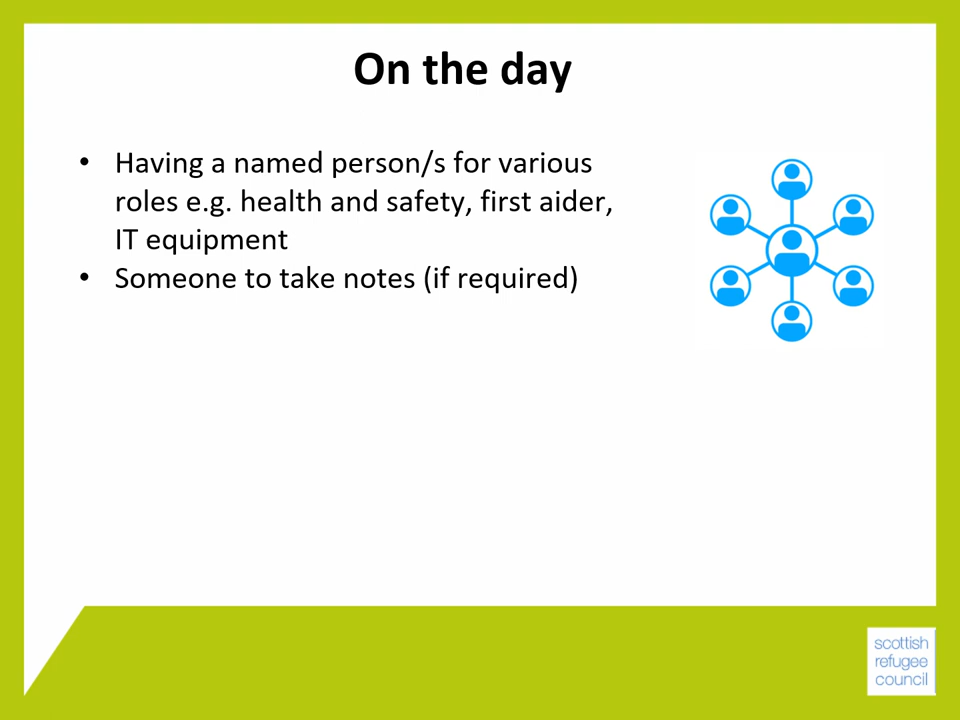 On the day
• Having a named person/s for various
roles e.g. health and safety, first aider,
IT equipment
• Someone to take notes (if required)
scottish
refugee
council